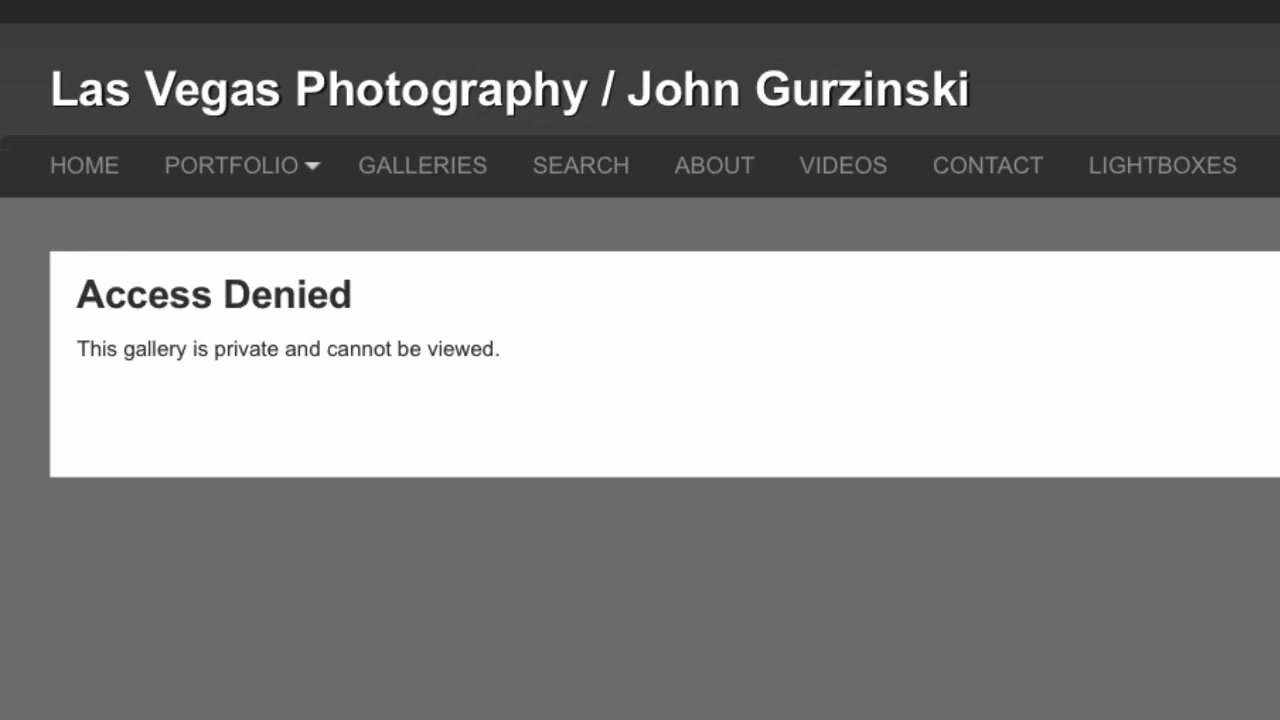 Las Vegas Photography / John Gurzinski
HOME PORTFOLIO GALLERIES SEARCH ABOUT VIDEOS CONTACT LIGHTBOXES
Access Denied
This gallery is private and cannot be viewed.